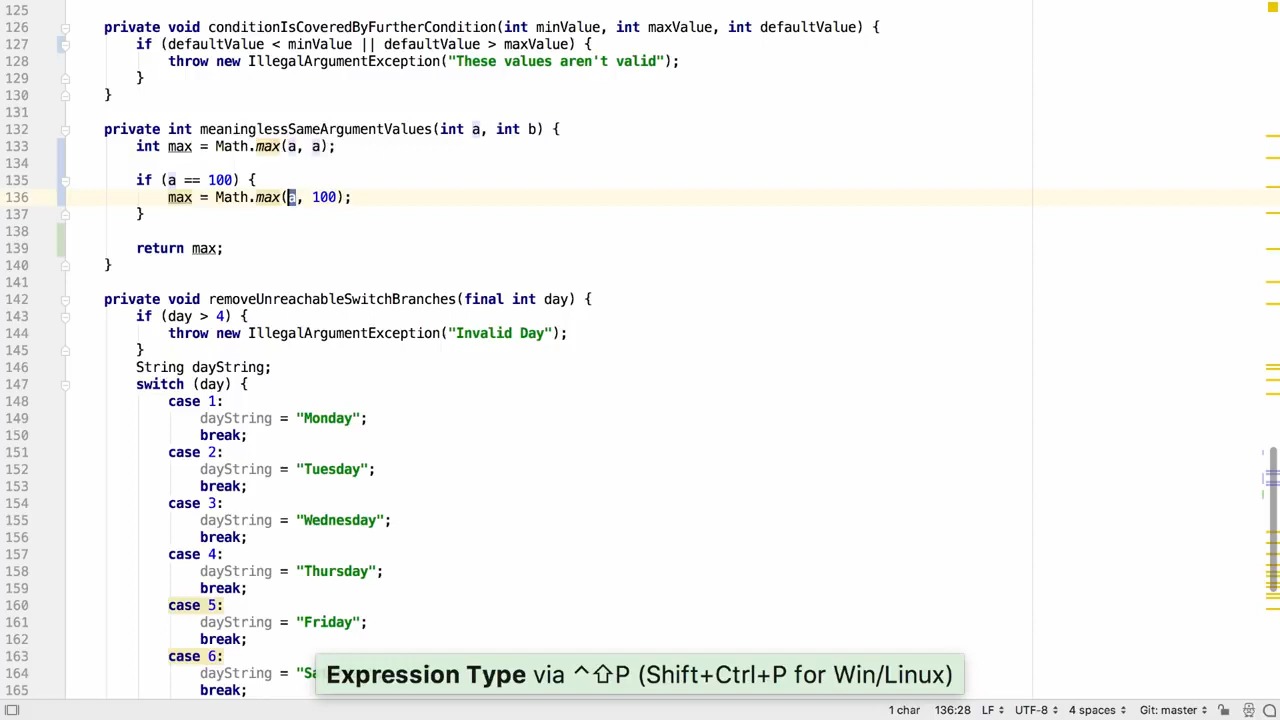 125
126 private void conditionIsCoveredByFurtherCondition(int minValue, int maxValue, int defaultValue) {
127 if (defaultValue < minValue || defaultValue > maxValue) {
128 throw new IllegalArgumentException("These values aren't valid");
129 }
130 }
131
132 private int meaninglessSameArgumentValues(int a, int b) {
133 int max = Math.max(a, a);
134
135 if (a == 100) {
136 max = Math.max(a, 100);
137 }
138
139 return max;
140 }
141
142 private void removeUnreachableSwitchBranches(final int day) {
143 if (day > 4) {
144 throw new IllegalArgumentException("Invalid Day");
145 }
146 String dayString;
147 switch (day) {
148 case 1:
149 dayString = "Monday";
150 break;
151 case 2:
152 dayString = "Tuesday";
153 break;
154 case 3:
155 dayString = "Wednesday";
156 break;
157 case 4:
158 dayString = "Thursday";
159 break;
160 case 5:
161 dayString = "Friday";
162 break;
163 case 6:
164 dayString = "Sa
165 break;
Expression Type via ⌃⇧P (Shift+Ctrl+P for Win/Linux)
1 char 136:28 LF UTF-8 4 spaces Git: master